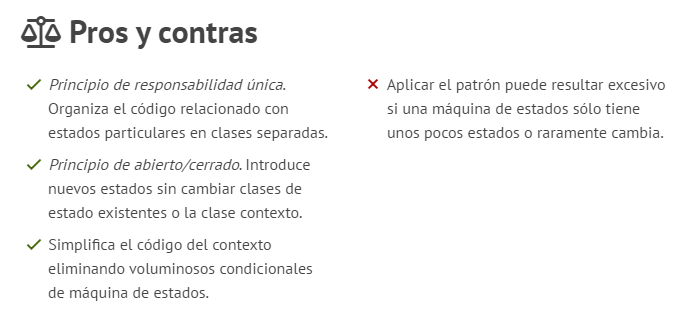 Pros y contras
Principio de responsabilidad única.
Organiza el código relacionado con
estados particulares en clases separadas.
Principio de abierto/cerrado. Introduce
nuevos estados sin cambiar clases de
estado existentes o la clase contexto.
Simplifica el código del contexto
eliminando voluminosos condicionales
de máquina de estados.
Aplicar el patrón puede resultar excesivo
si una máquina de estados sólo tiene
unos pocos estados o raramente cambia.